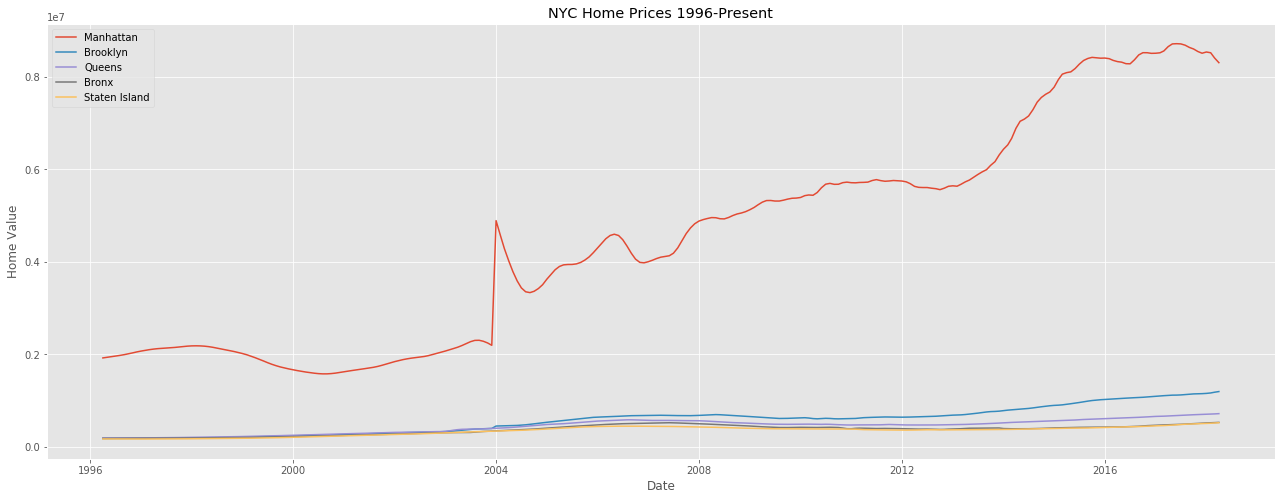 NYC Home Prices 1996-Present
1e7
Manhattan
Brooklyn
Queens
Bronx
Staten Island
0.8
0.6
0.4
0.2
0.0
Home Value
1996 2000 2004 2008 2012 2016
Date